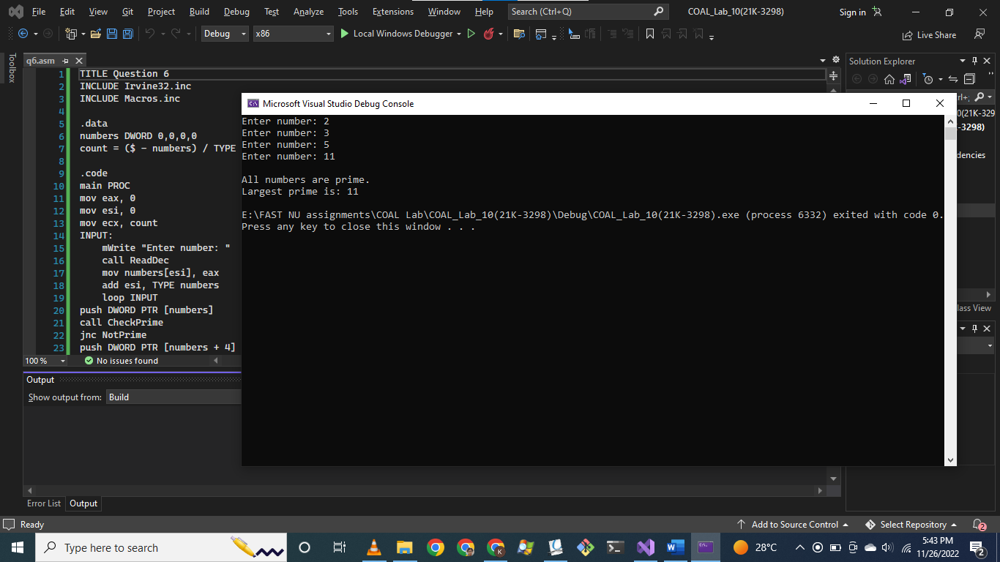 File Edit View Git Project Build Debug Test Analyze Tools Extensions Window Help Search (Ctrl+Q) COAL_Lab_10(21K-3298) Sign in
Debug x86 Local Windows Debugger Live Share
Toolbox
q6.asm
1 TITLE Question 6
2 INCLUDE Irvine32.inc
3 INCLUDE Macros.inc
4
5 .data
6 numbers DWORD 0,0,0,0
7 count = ($ - numbers) / TYPE
8
9 .code
10 main PROC
11 mov eax, 0
12 mov esi, 0
13 mov ecx, count
14 INPUT:
15 mWrite "Enter number: "
16 call ReadDec
17 mov numbers[esi], eax
18 add esi, TYPE numbers
19 loop INPUT
20 push DWORD PTR [numbers]
21 call CheckPrime
22 jnc NotPrime
23 push DWORD PTR [numbers + 4]
100 % No issues found
Output
Show output from: Build
Error List Output
Microsoft Visual Studio Debug Console
Enter number: 2
Enter number: 3
Enter number: 5
Enter number: 11
All numbers are prime.
Largest prime is: 11
E:\FAST NU assignments\COAL Lab\COAL_Lab_10(21K-3298)\Debug\COAL_Lab_10(21K-3298).exe (process 6332) exited with code 0.
Press any key to close this window . . .
Solution Explorer
rl+;
0(21K-329
-3298)
dencies
lass View
Ready Add to Source Control Select Repository 2
Type here to search 28°C 5:43 PM
11/26/2022 2